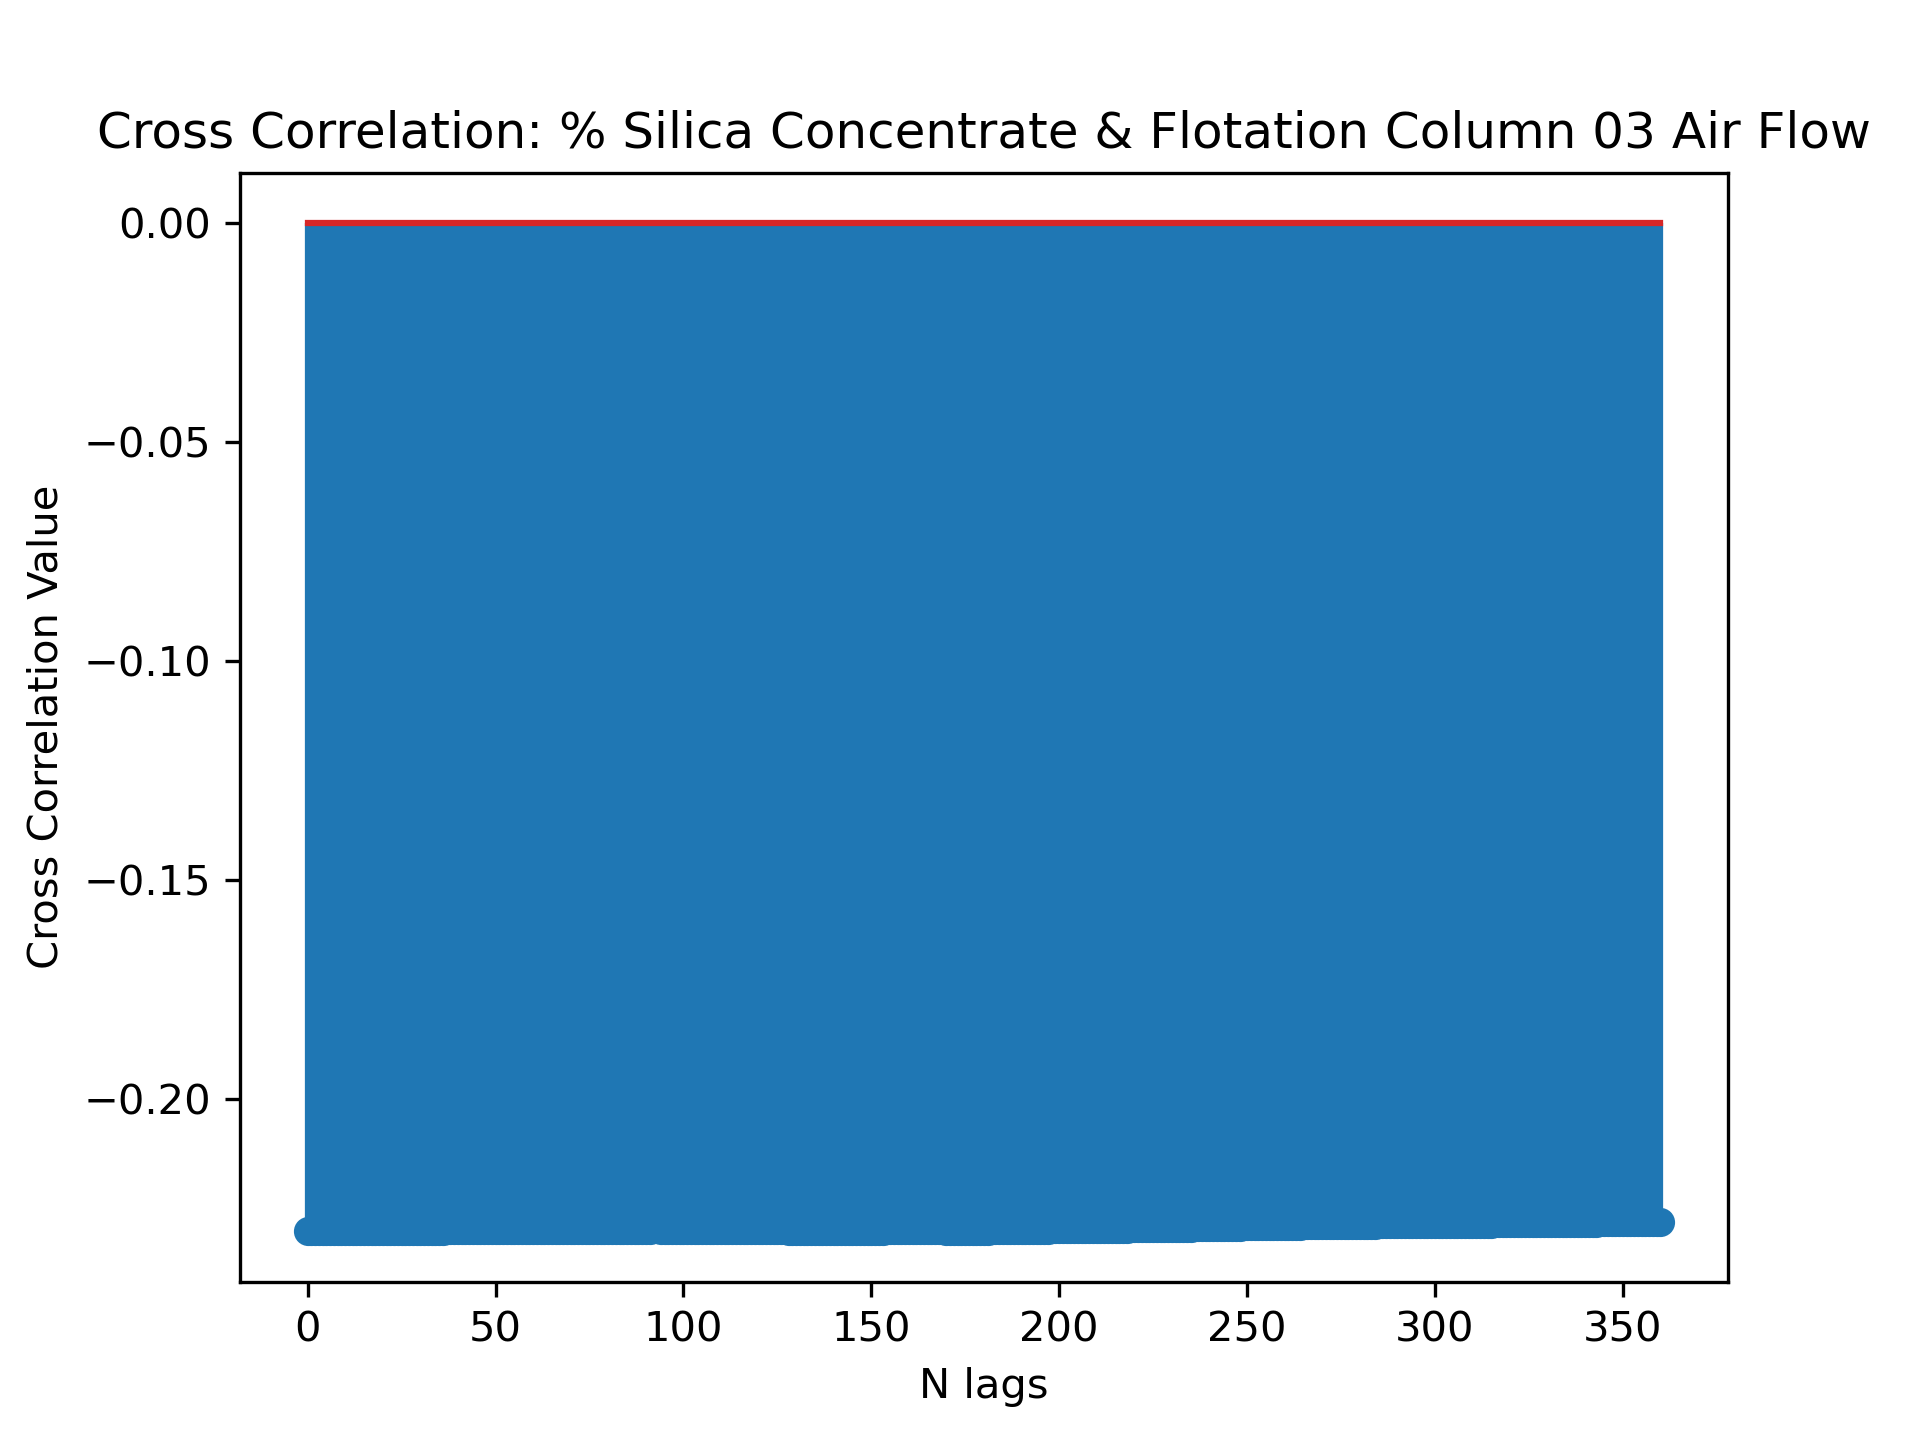 Cross Correlation: % Silica Concentrate & Flotation Column 03 Air Flow
0.00
−0.05
−0.10
−0.15
−0.20
Cross Correlation Value
0 50 100 150 200 250 300 350
N lags